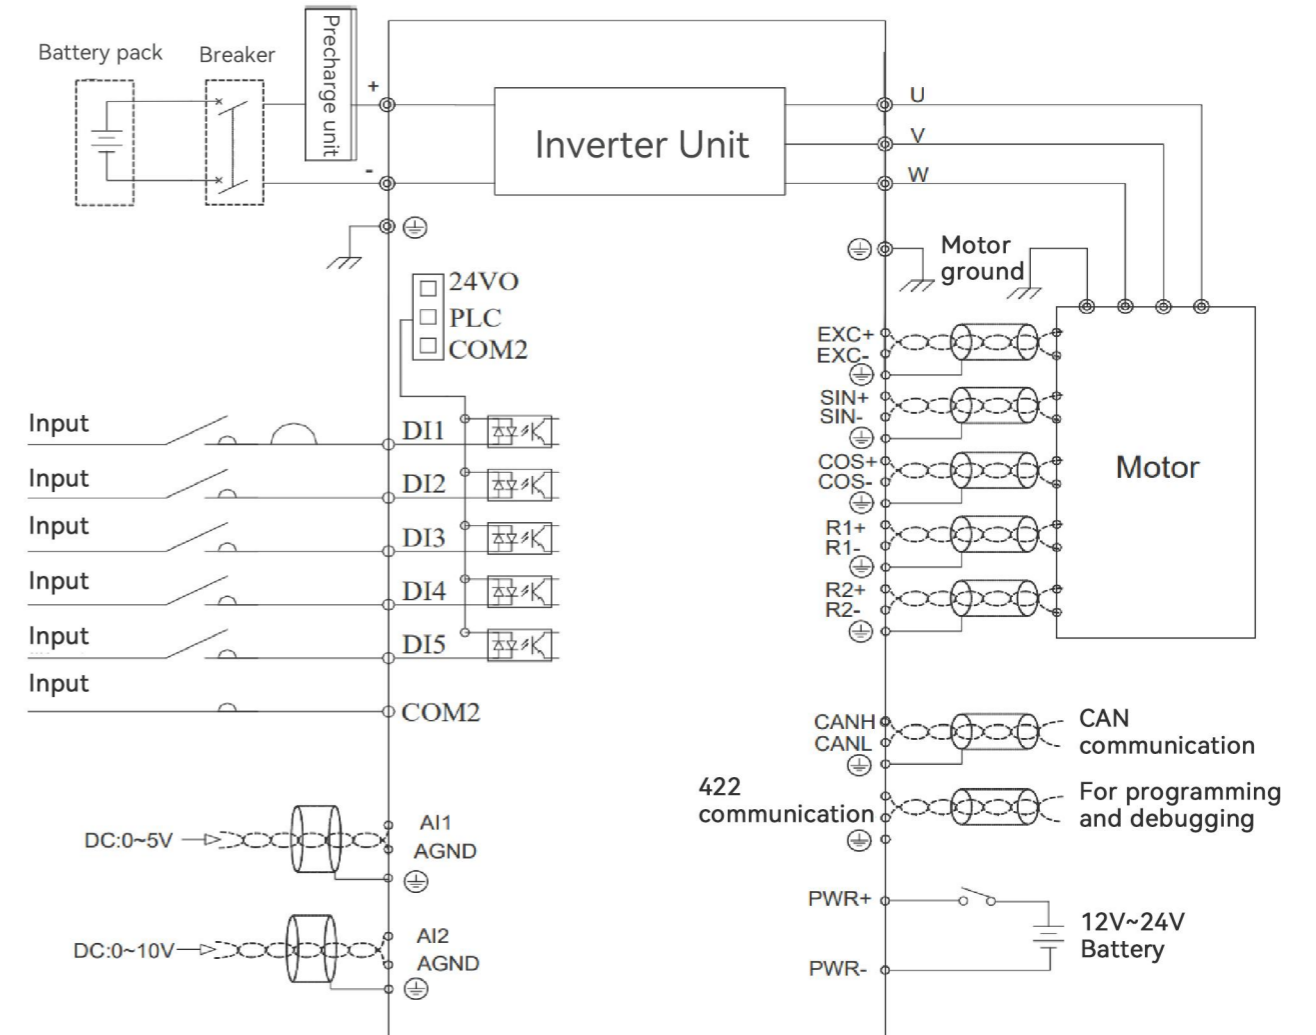 Battery pack
Breaker
Precharge unit
+
-
Inverter Unit
U
V
W
Motor
ground
24VO
PLC
COM2
EXC+
EXC-
SIN+
SIN-
COS+
COS-
R1+
R1-
R2+
R2-
Motor
Input
DI1
Input
DI2
Input
DI3
Input
DI4
Input
DI5
Input
COM2
CANH
CANL
CAN
communication
422
communication
For programming
and debugging
DC:0~5V
AI1
AGND
DC:0~10V
AI2
AGND
PWR+
PWR-
12V~24V
Battery